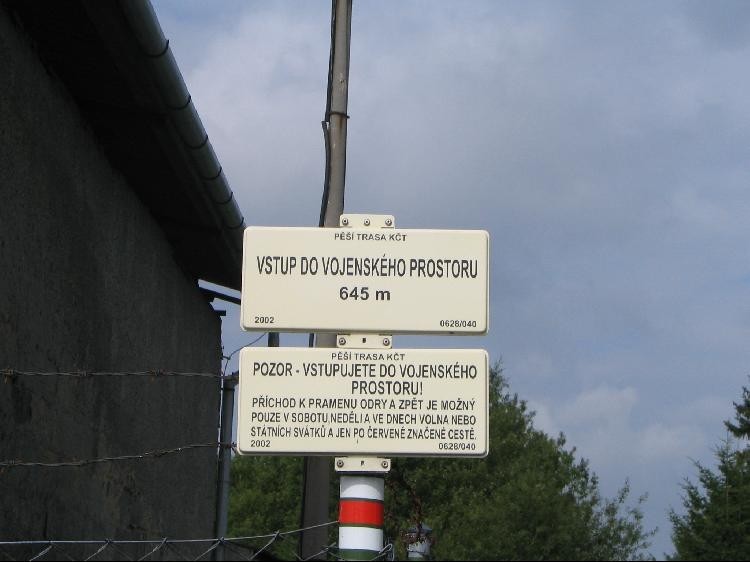 PĚŠÍ TRASA KČT
VSTUP DO VOJENSKÉHO PROSTORU
645 m
2002 0628/040
PĚŠÍ TRASA KČT
POZOR - VSTUPUJETE DO VOJENSKÉHO
PROSTORU!
PŘÍCHOD K PRAMENU ODRY A ZPĚT JE MOŽNÝ
POUZE V SOBOTU,NEDĚLI A VE DNECH VOLNA NEBO
STÁTNÍCH SVÁTKŮ A JEN PO ČERVENĚ ZNAČENÉ CESTĚ.
2002 0628/040